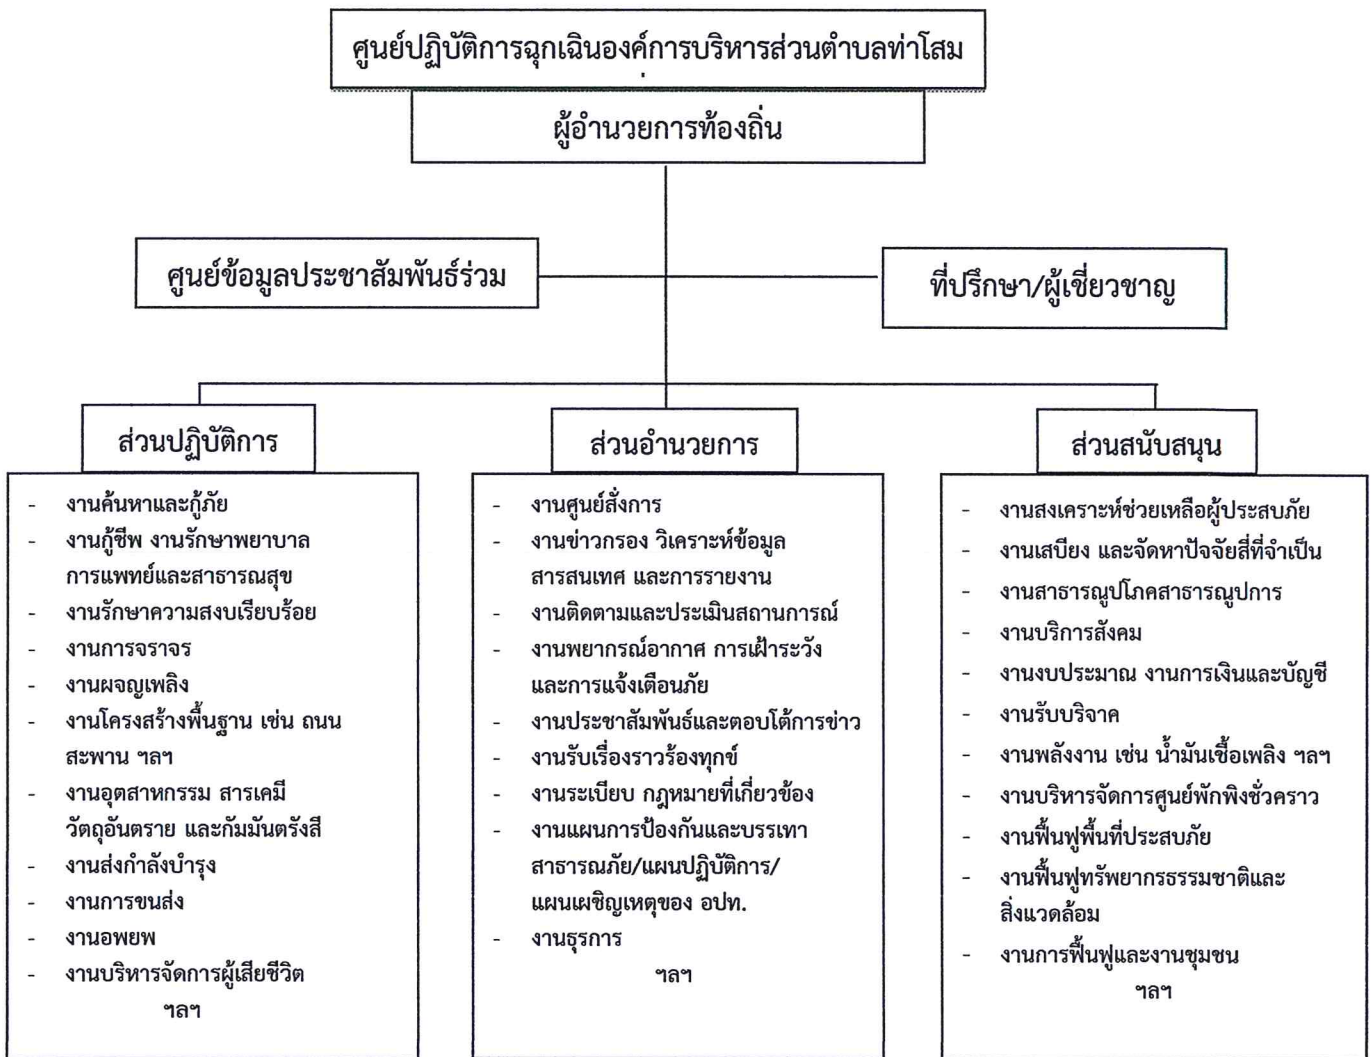 ศูนย์ปฏิบัติการฉุกเฉินองค์การบริหารส่วนตำบลท่าโสม
ผู้อำนวยการท้องถิ่น
ศูนย์ข้อมูลประชาสัมพันธ์ร่วม
ที่ปรึกษา/ผู้เชี่ยวชาญ
ส่วนปฏิบัติการ
- งานค้นหาและกู้ภัย
- งานกู้ชีพ งานรักษาพยาบาล
การแพทย์และสาธารณสุข
- งานรักษาความสงบเรียบร้อย
- งานการจราจร
- งานผจญเพลิง
- งานโครงสร้างพื้นฐาน เช่น ถนน
สะพาน ฯลฯ
- งานอุตสาหกรรม สารเคมี
วัตถุอันตราย และกัมมันตรังสี
- งานส่งกำลังบำรุง
- งานการขนส่ง
- งานอพยพ
- งานบริหารจัดการผู้เสียชีวิต
ฯลฯ
ส่วนอำนวยการ
- งานศูนย์สั่งการ
- งานข่าวกรอง วิเคราะห์ข้อมูล
สารสนเทศ และการรายงาน
- งานติดตามและประเมินสถานการณ์
- งานพยากรณ์อากาศ การเฝ้าระวัง
และการแจ้งเตือนภัย
- งานประชาสัมพันธ์และตอบโต้การข่าว
- งานรับเรื่องราวร้องทุกข์
- งานระเบียบ กฎหมายที่เกี่ยวข้อง
- งานแผนการป้องกันและบรรเทา
สาธารณภัย/แผนปฏิบัติการ/
แผนเผชิญเหตุของ อปท.
- งานธุรการ
ฯลฯ
ส่วนสนับสนุน
- งานสงเคราะห์ช่วยเหลือผู้ประสบภัย
- งานเสบียง และจัดหาปัจจัยสี่ที่จำเป็น
- งานสาธารณูปโภคสาธารณูปการ
- งานบริการสังคม
- งานงบประมาณ งานการเงินและบัญชี
- งานรับบริจาค
- งานพลังงาน เช่น น้ำมันเชื้อเพลิง ฯลฯ
- งานบริหารจัดการศูนย์พักพิงชั่วคราว
- งานฟื้นฟูพื้นที่ประสบภัย
- งานฟื้นฟูทรัพยากรธรรมชาติและ
สิ่งแวดล้อม
- งานการฟื้นฟูและงานชุมชน
ฯลฯ